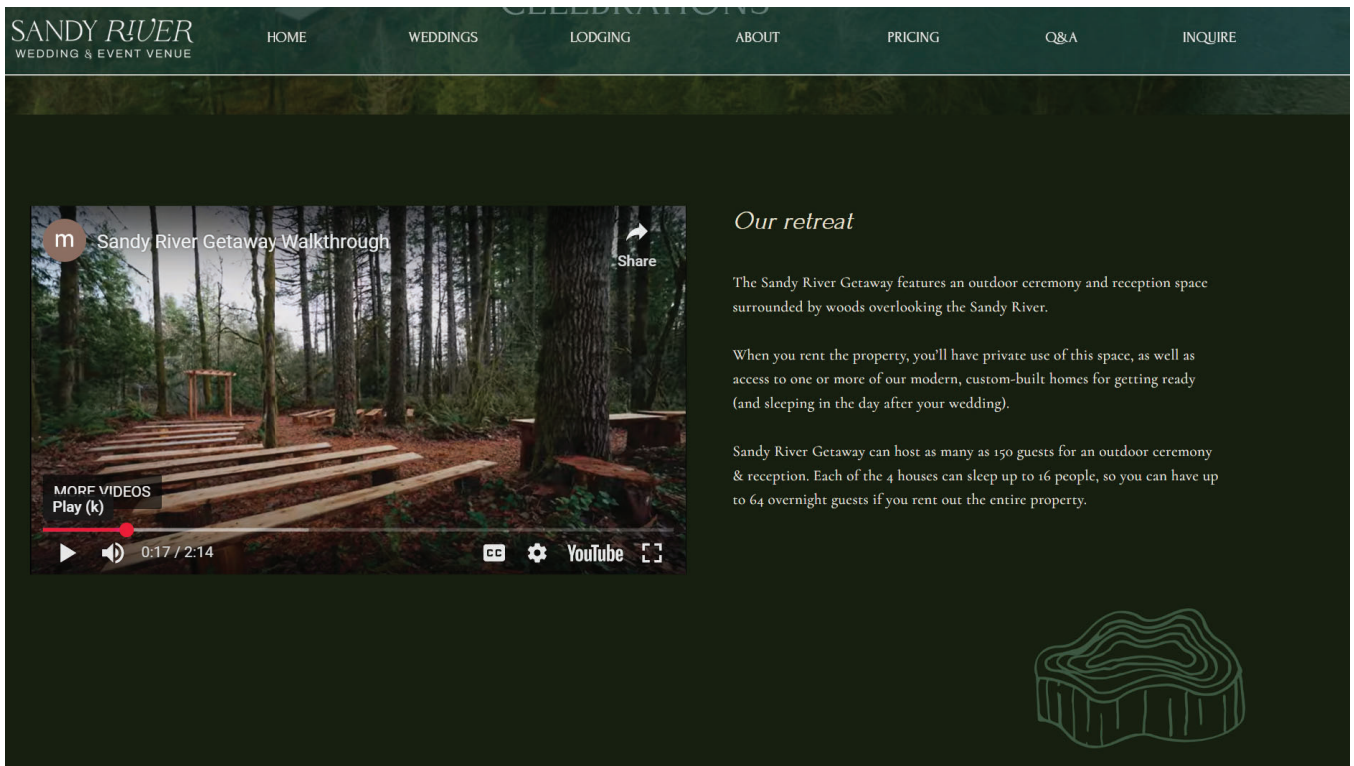 CELEBRATIONS
SANDY RIVER
WEDDING & EVENT VENUE
HOME
WEDDINGS
LODGING
ABOUT
PRICING
Q&A
INQUIRE
m
Sandy River Getaway Walkthrough
Share
MORE VIDEOS
Play (k)
0:17 / 2:14
CC
YouTube
Our retreat
The Sandy River Getaway features an outdoor ceremony and reception space
surrounded by woods overlooking the Sandy River.
When you rent the property, you’ll have private use of this space, as well as
access to one or more of our modern, custom-built homes for getting ready
(and sleeping in the day after your wedding).
Sandy River Getaway can host as many as 150 guests for an outdoor ceremony
& reception. Each of the 4 houses can sleep up to 16 people, so you can have up
to 64 overnight guests if you rent out the entire property.